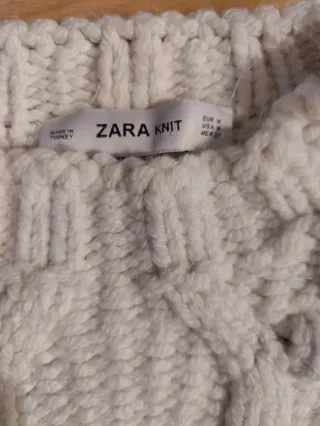 MADE IN
TURKEY
ZARA KNIT
EUR M
USA M